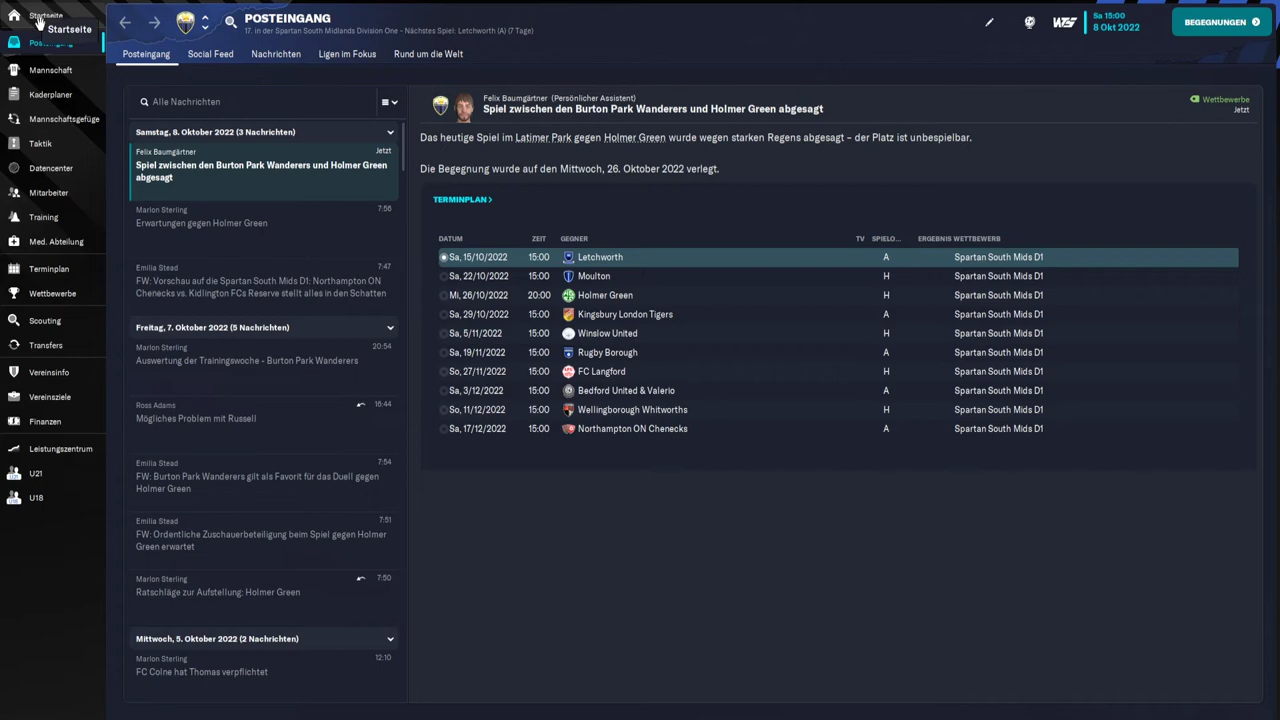 Startseite
Startseite
Posteingang
Mannschaft
Kaderplaner
Mannschaftsgefüge
Taktik
Datencenter
Mitarbeiter
Training
Med. Abteilung
Terminplan
Wettbewerbe
Scouting
Transfers
Vereinsinfo
Vereinsziele
Finanzen
Leistungszentrum
U21
U18
POSTEINGANG
17. in der Spartan South Midlands Division One - Nächstes Spiel: Letchworth (A) (7 Tage)
Sa 15:00
8 Okt 2022
BEGEGNUNGEN
Posteingang Social Feed Nachrichten Ligen im Fokus Rund um die Welt
Alle Nachrichten
Samstag, 8. Oktober 2022 (3 Nachrichten)
Felix Baumgärtner Jetzt
Spiel zwischen den Burton Park Wanderers und Holmer Green
abgesagt
Marion Sterling 7:58
Erwartungen gegen Holmer Green
Emilia Stead 7:47
FW: Vorschau auf die Spartan South Mids D1: Northampton ON
Chenecks vs. Kidlington FCs Reserve stellt alles in den Schatten
Freitag, 7. Oktober 2022 (5 Nachrichten)
Marion Sterling 20:54
Auswertung der Trainingswoche - Burton Park Wanderers
Ross Adams 16:44
Mögliches Problem mit Russell
Emilia Stead 7:54
FW: Burton Park Wanderers gilt als Favorit für das Duell gegen
Holmer Green
Emilia Stead 7:51
FW: Ordentliche Zuschauerbeteiligung beim Spiel gegen Holmer
Green erwartet
Marion Sterling 7:50
Ratschläge zur Aufstellung: Holmer Green
Mittwoch, 5. Oktober 2022 (2 Nachrichten)
Marion Sterling 12:10
FC Colne hat Thomas verpflichtet
Felix Baumgärtner (Persönlicher Assistent)
Spiel zwischen den Burton Park Wanderers und Holmer Green abgesagt
Wettbewerbe
Jetzt
Das heutige Spiel im Latimer Park gegen Holmer Green wurde wegen starken Regens abgesagt – der Platz ist unbespielbar.
Die Begegnung wurde auf den Mittwoch, 26. Oktober 2022 verlegt.
TERMINPLAN >
DATUM ZEIT GEGNER TV SPIELO... ERGEBNIS WETTBEWERB
Sa, 15/10/2022 15:00 Letchworth A Spartan South Mids D1
Sa, 22/10/2022 15:00 Moulton H Spartan South Mids D1
Mi, 26/10/2022 20:00 Holmer Green H Spartan South Mids D1
Sa, 29/10/2022 15:00 Kingsbury London Tigers A Spartan South Mids D1
Sa, 5/11/2022 15:00 Winslow United H Spartan South Mids D1
Sa, 19/11/2022 15:00 Rugby Borough A Spartan South Mids D1
So, 27/11/2022 15:00 FC Langford H Spartan South Mids D1
Sa, 3/12/2022 15:00 Bedford United & Valerio A Spartan South Mids D1
So, 11/12/2022 15:00 Wellingborough Whitworths H Spartan South Mids D1
Sa, 17/12/2022 15:00 Northampton ON Chenecks A Spartan South Mids D1